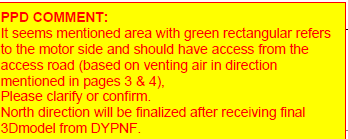 PPD COMMENT:
It seems mentioned area with green rectangular refers
to the motor side and should have access from the
access road (based on venting air in direction
mentioned in pages 3 & 4),
Please clarify or confirm.
North direction will be finalized after receiving final
3Dmodel from DYPNF.